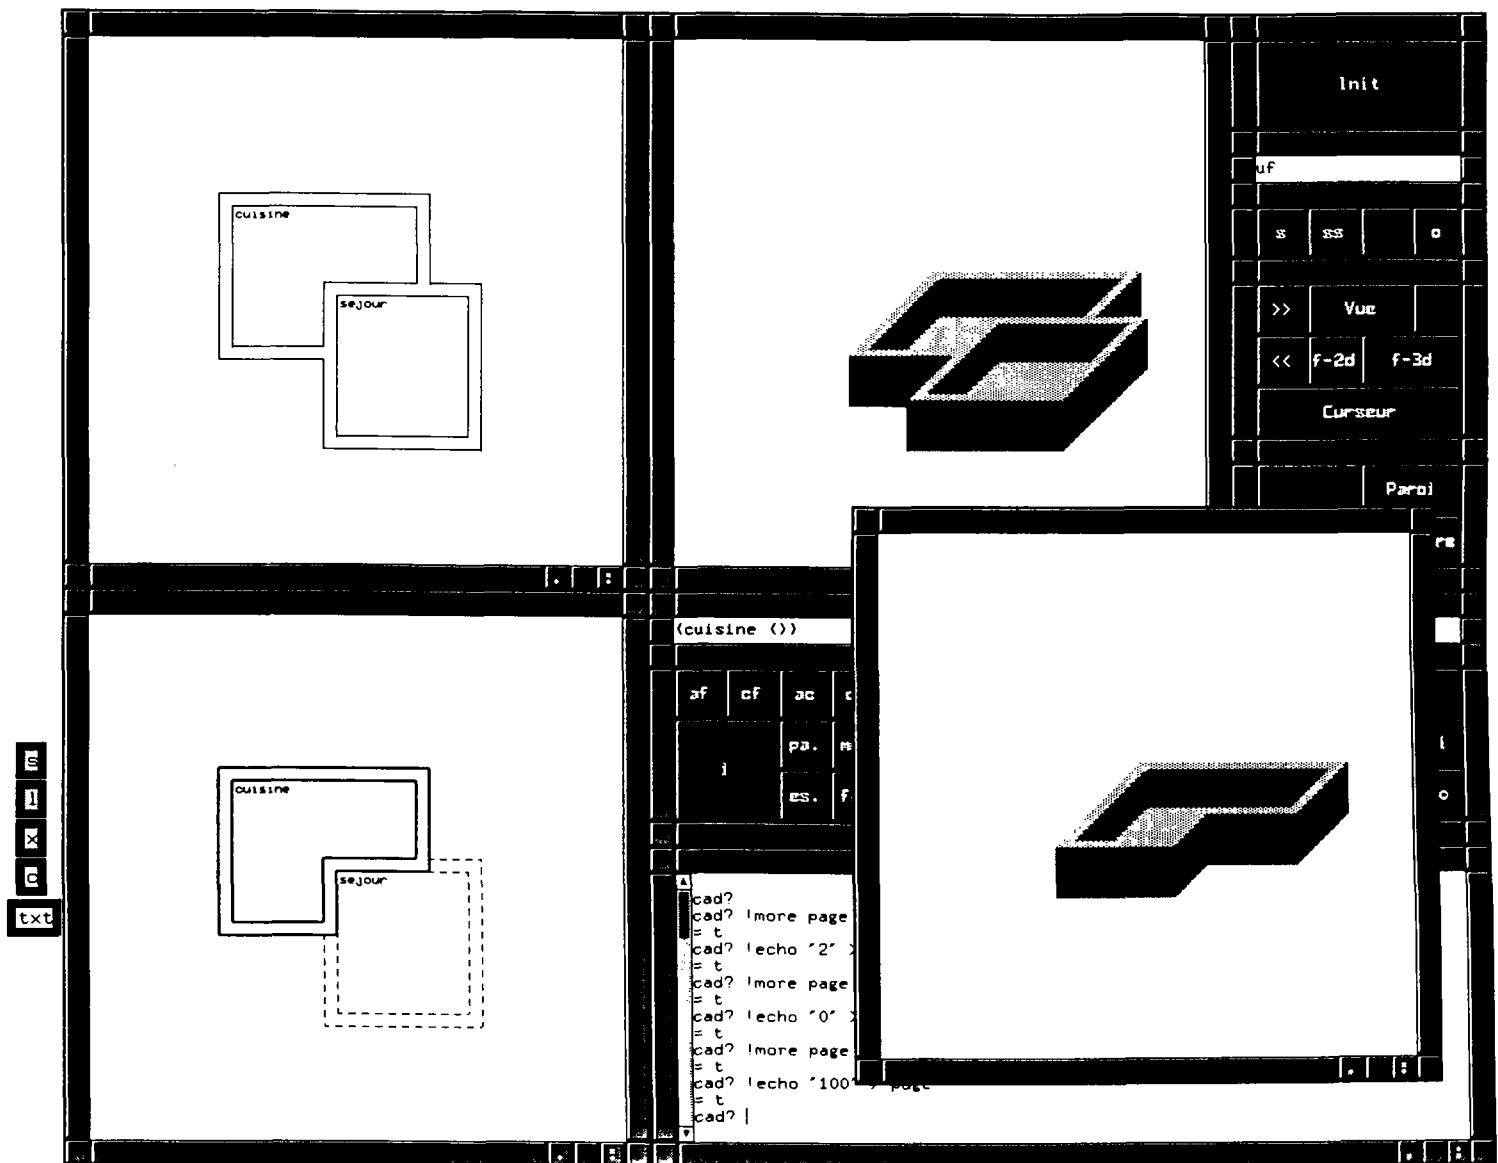 cuisine
sejour
Init
uf
s ss o
>> Vue
<< f-2d f-3d
Curseur
Paroi
re
cuisine
sejour
(cuisine ())
af cf ac
pa.
i
es.
s
l
x
c
txt
cad?
cad? !more page
= t
cad? !echo "2" >
= t
cad? !more page
= t
cad? !echo "0" >
= t
cad? !more page
= t
cad? !echo "100" > page
= t
cad?